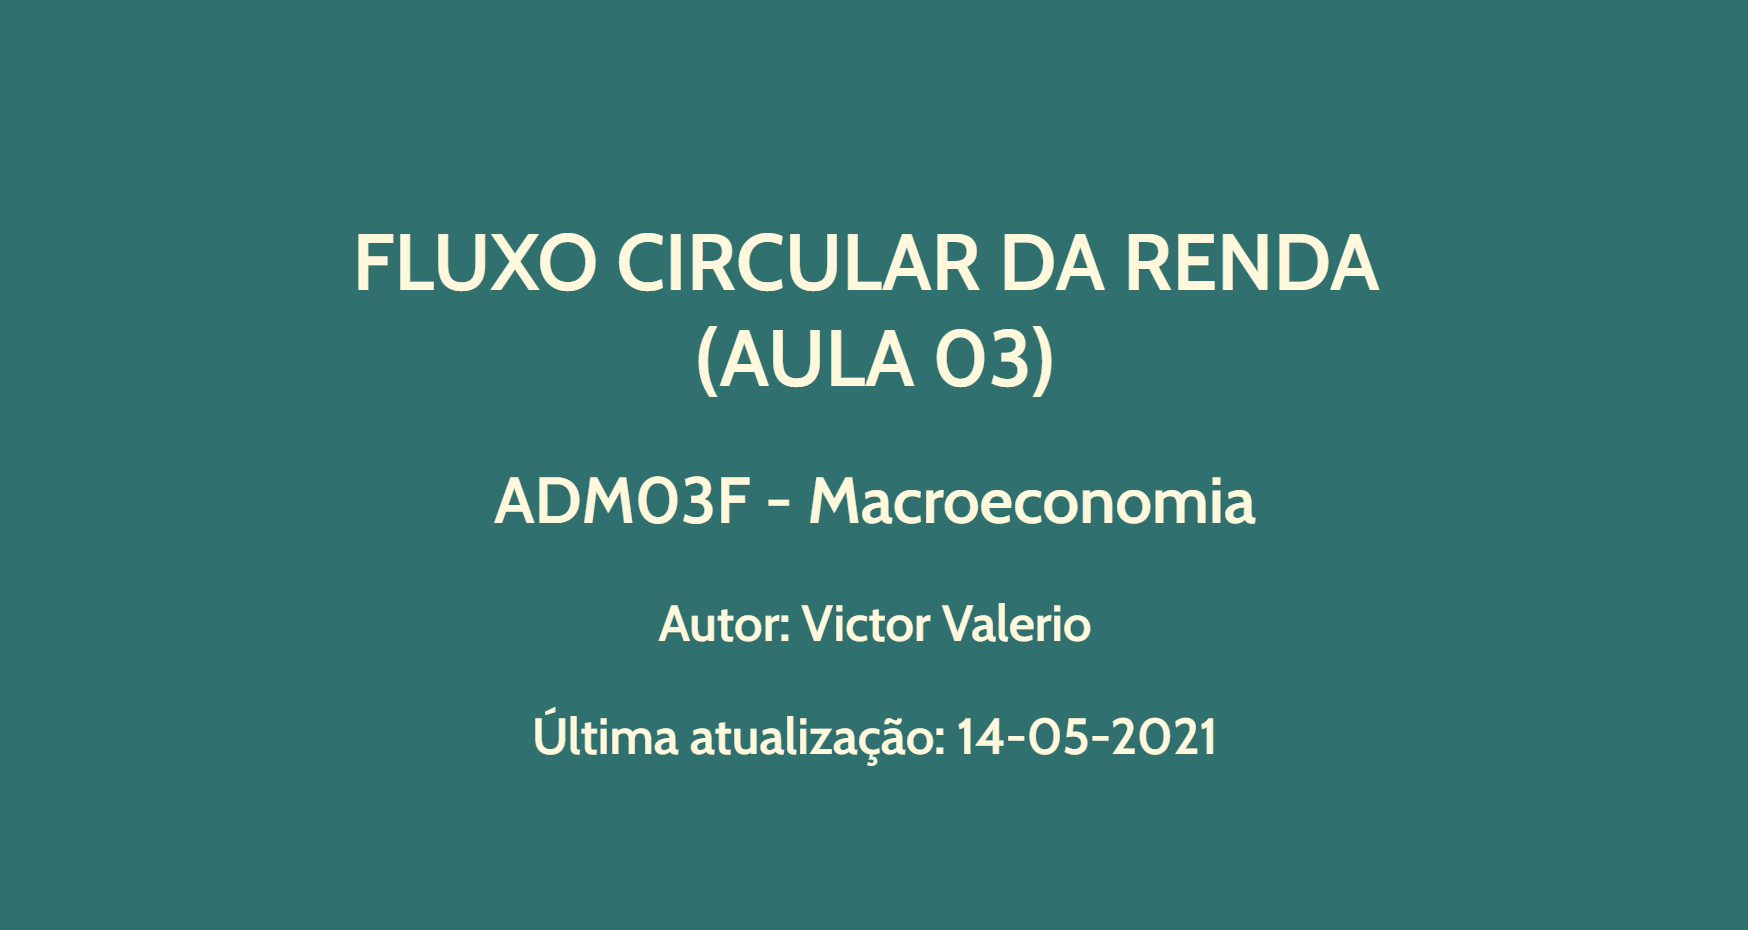 FLUXO CIRCULAR DA RENDA
(AULA 03)
ADM03F - Macroeconomia
Autor: Victor Valerio
Última atualização: 14-05-2021